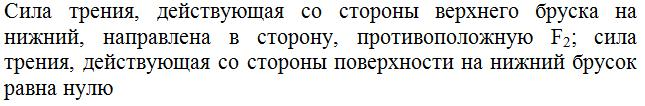 Сила трения, действующая со стороны верхнего бруска на
нижний, направлена в сторону, противоположную F₂; сила
трения, действующая со стороны поверхности на нижний брусок
равна нулю